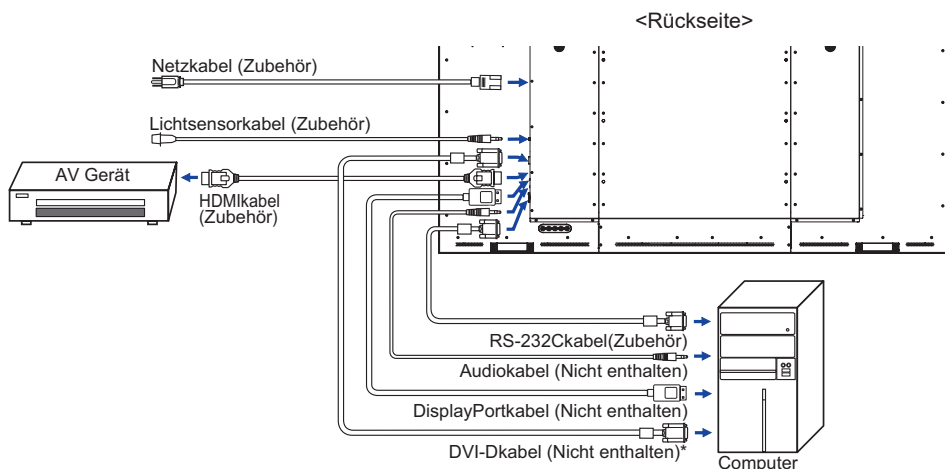 <Rückseite>
Netzkabel (Zubehör)
Lichtsensorkabel (Zubehör)
AV Gerät
HDMIkabel
(Zubehör)
RS-232Ckabel(Zubehör)
Audiokabel (Nicht enthalten)
DisplayPortkabel (Nicht enthalten)
DVI-Dkabel (Nicht enthalten)*
Computer